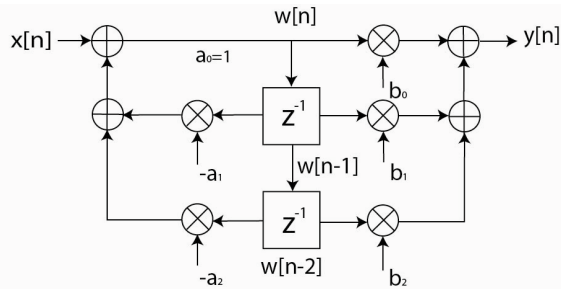 w[n]
x[n]
y[n]
a₀=1
b₀
z⁻¹
-a₁
w[n-1]
b₁
z⁻¹
-a₂
w[n-2]
b₂